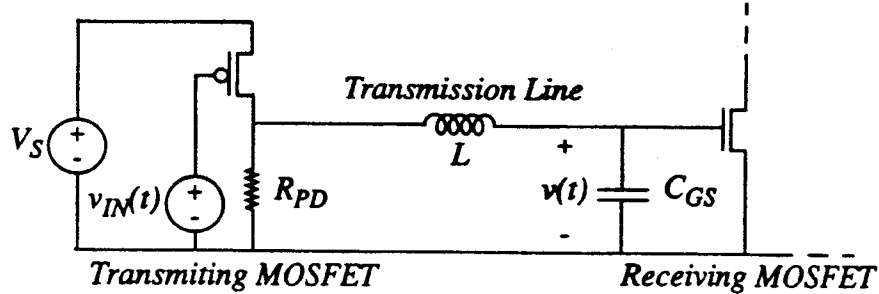 Transmission Line
V_S
+
-
v_IN(t)
+
-
R_PD
L
+
v(t)
-
C_GS
Transmiting MOSFET
Receiving MOSFET